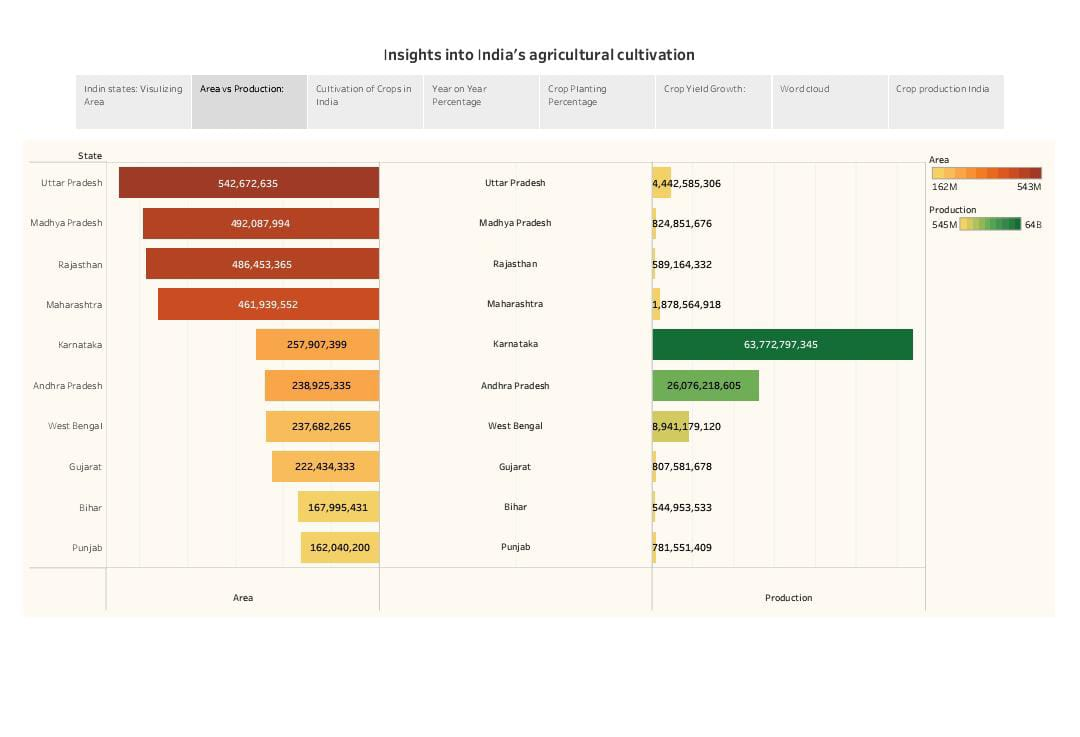 Insights into India's agricultural cultivation
Indin states: Visulizing
Area
Area vs Production:
Cultivation of Crops in
India
Year on Year
Percentage
Crop Planting
Percentage
Crop Yield Growth:
Word cloud
Crop production India
State
Uttar Pradesh 542,672,635 Uttar Pradesh 4,442,585,306
Madhya Pradesh 492,087,994 Madhya Pradesh 824,851,676
Rajasthan 486,453,365 Rajasthan 589,164,332
Maharashtra 461,939,552 Maharashtra 1,878,564,918
Karnataka 257,907,399 Karnataka 63,772,797,345
Andhra Pradesh 238,925,335 Andhra Pradesh 26,076,218,605
West Bengal 237,682,265 West Bengal 8,941,179,120
Gujarat 222,434,333 Gujarat 807,581,678
Bihar 167,995,431 Bihar 544,953,533
Punjab 162,040,200 Punjab 781,551,409
Area Production
Area
162M 543M
Production
545M 64B